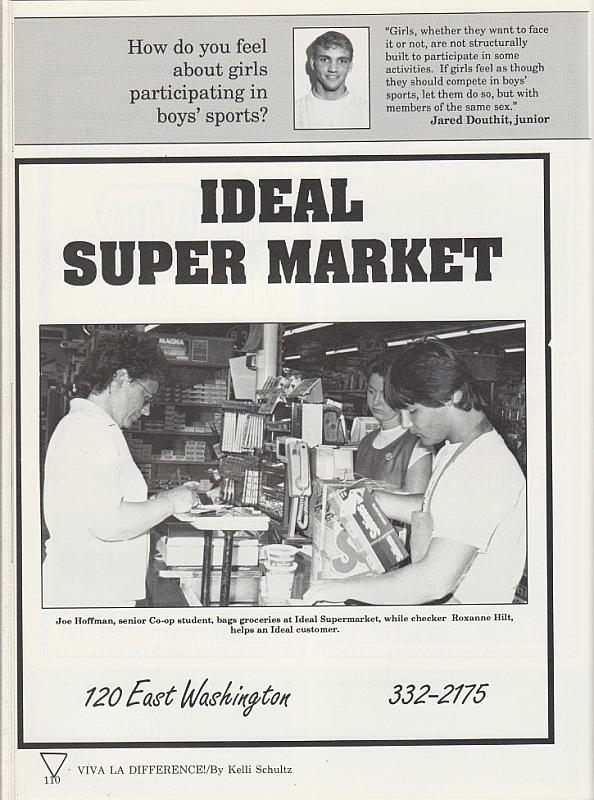 How do you feel
about girls
participating in
boys' sports?
"Girls, whether they want to face
it or not, are not structurally
built to participate in some
activities. If girls feel as though
they should compete in boys'
sports, let them do so, but with
members of the same sex."
Jared Douthit, junior
IDEAL
SUPER MARKET
MAGNA
Joe Hoffman, senior Co-op student, bags groceries at Ideal Supermarket, while checker Roxanne Hilt,
helps an Ideal customer.
120 East Washington
332-2175
110
VIVA LA DIFFERENCE!/By Kelli Schultz